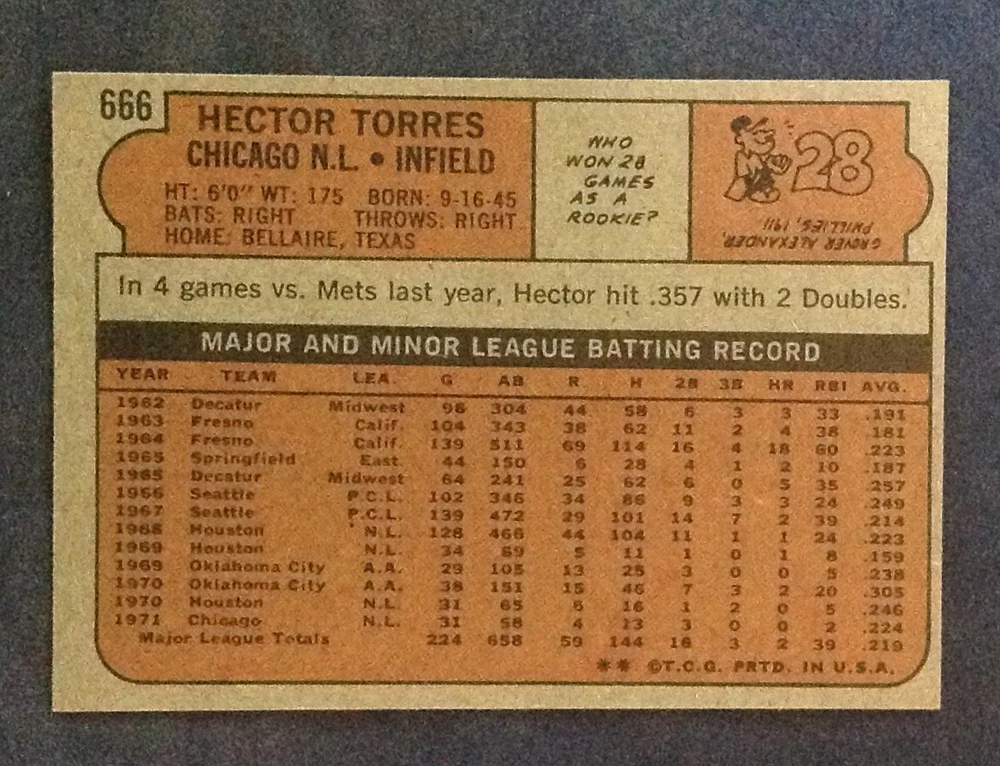 666
HECTOR TORRES
CHICAGO N.L. • INFIELD
HT: 6'0" WT: 175 BORN: 9-16-45
BATS: RIGHT THROWS: RIGHT
HOME: BELLAIRE, TEXAS
WHO
WON 28
GAMES
AS A
ROOKIE?
28
GROVER ALEXANDER,
PHILLIES, 1911
In 4 games vs. Mets last year, Hector hit .357 with 2 Doubles.
MAJOR AND MINOR LEAGUE BATTING RECORD
YEAR TEAM LEA. G AB R H 2B 3B HR RBI AVG.
1962 Decatur Midwest 96 304 44 58 6 3 3 33 .191
1963 Fresno Calif. 104 343 38 62 11 2 4 38 .181
1964 Fresno Calif. 139 511 69 114 16 4 18 60 .223
1965 Springfield East. 44 150 6 28 4 1 2 10 .187
1965 Decatur Midwest 64 241 25 62 6 0 5 35 .257
1966 Seattle P.C.L. 102 346 34 86 9 3 3 24 .249
1967 Seattle P.C.L. 139 472 29 101 14 7 2 39 .214
1968 Houston N.L. 128 466 44 104 11 1 1 24 .223
1969 Houston N.L. 34 69 5 11 1 0 1 8 .159
1969 Oklahoma City A.A. 29 105 13 25 3 0 0 5 .238
1970 Oklahoma City A.A. 38 151 15 46 7 3 2 20 .305
1970 Houston N.L. 31 65 6 16 1 2 0 5 .246
1971 Chicago N.L. 31 58 4 13 3 0 0 2 .224
Major League Totals 224 658 59 144 16 3 2 39 .219
** ©T.C.G. PRTD. IN U.S.A.